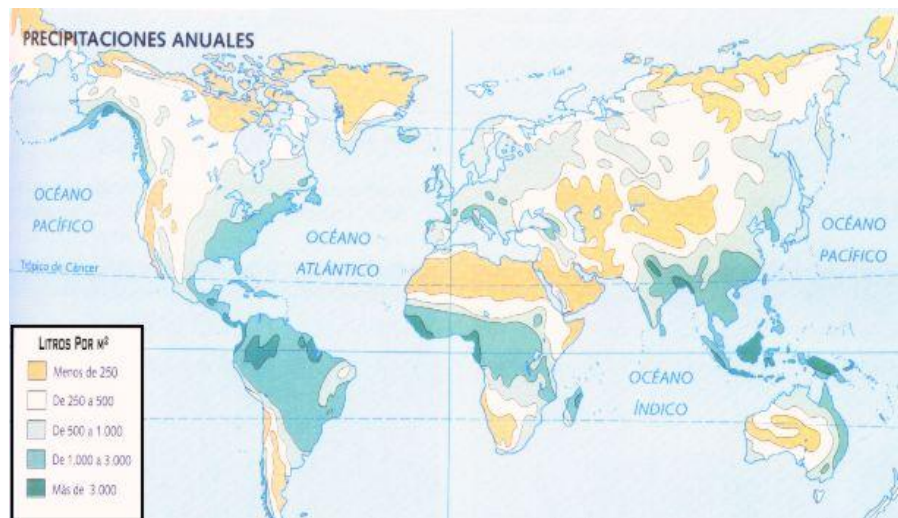 PRECIPITACIONES ANUALES
OCÉANO
PACÍFICO
OCÉANO
ATLÁNTICO
OCÉANO
PACÍFICO
Trópico de Cáncer
LITROS POR M²
Menos de 250
De 250 a 500
De 500 a 1.000
De 1,000 a 3.000
Más de 3.000
OCÉANO
ÍNDICO